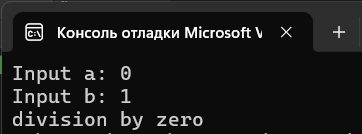 Консоль отладки Microsoft V
Input a: 0
Input b: 1
division by zero